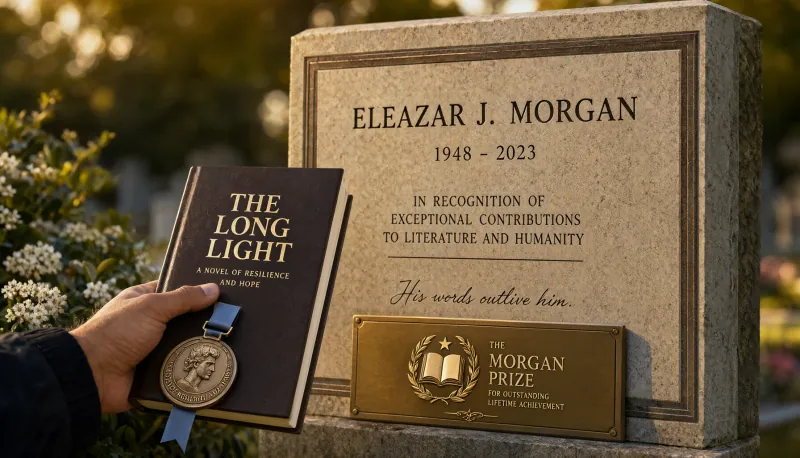 ELEAZAR J. MORGAN
1948 – 2023
IN RECOGNITION OF
EXCEPTIONAL CONTRIBUTIONS
TO LITERATURE AND HUMANITY
His words outlive him.
THE
MORGAN
PRIZE
FOR OUTSTANDING
LIFETIME ACHIEVEMENT
THE
LONG
LIGHT
A NOVEL OF RESILIENCE
AND HOPE